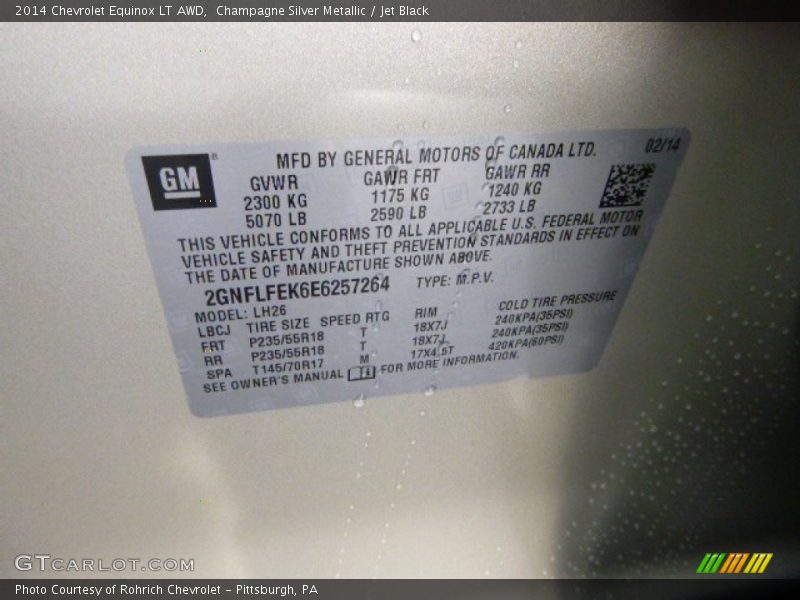 2014 Chevrolet Equinox LT AWD,  Champagne Silver Metallic / Jet Black
GM®
MFD BY GENERAL MOTORS OF CANADA LTD. 02/14
GVWR GAWR FRT GAWR RR
2300 KG 1175 KG 1240 KG
5070 LB 2590 LB 2733 LB
THIS VEHICLE CONFORMS TO ALL APPLICABLE U.S. FEDERAL MOTOR
VEHICLE SAFETY AND THEFT PREVENTION STANDARDS IN EFFECT ON
THE DATE OF MANUFACTURE SHOWN ABOVE.
2GNFLFEK6E6257264 TYPE: M.P.V.
MODEL: LH26
LBCJ TIRE SIZE SPEED RTG RIM COLD TIRE PRESSURE
FRT P235/55R18 T 18X7J 240KPA(35PSI)
RR P235/55R18 T 18X7J 240KPA(35PSI)
SPA T145/70R17 M 17X4.5T 420KPA(60PSI)
SEE OWNER'S MANUAL FOR MORE INFORMATION.
GTCARLOT.COM
Photo Courtesy of Rohrich Chevrolet – Pittsburgh, PA